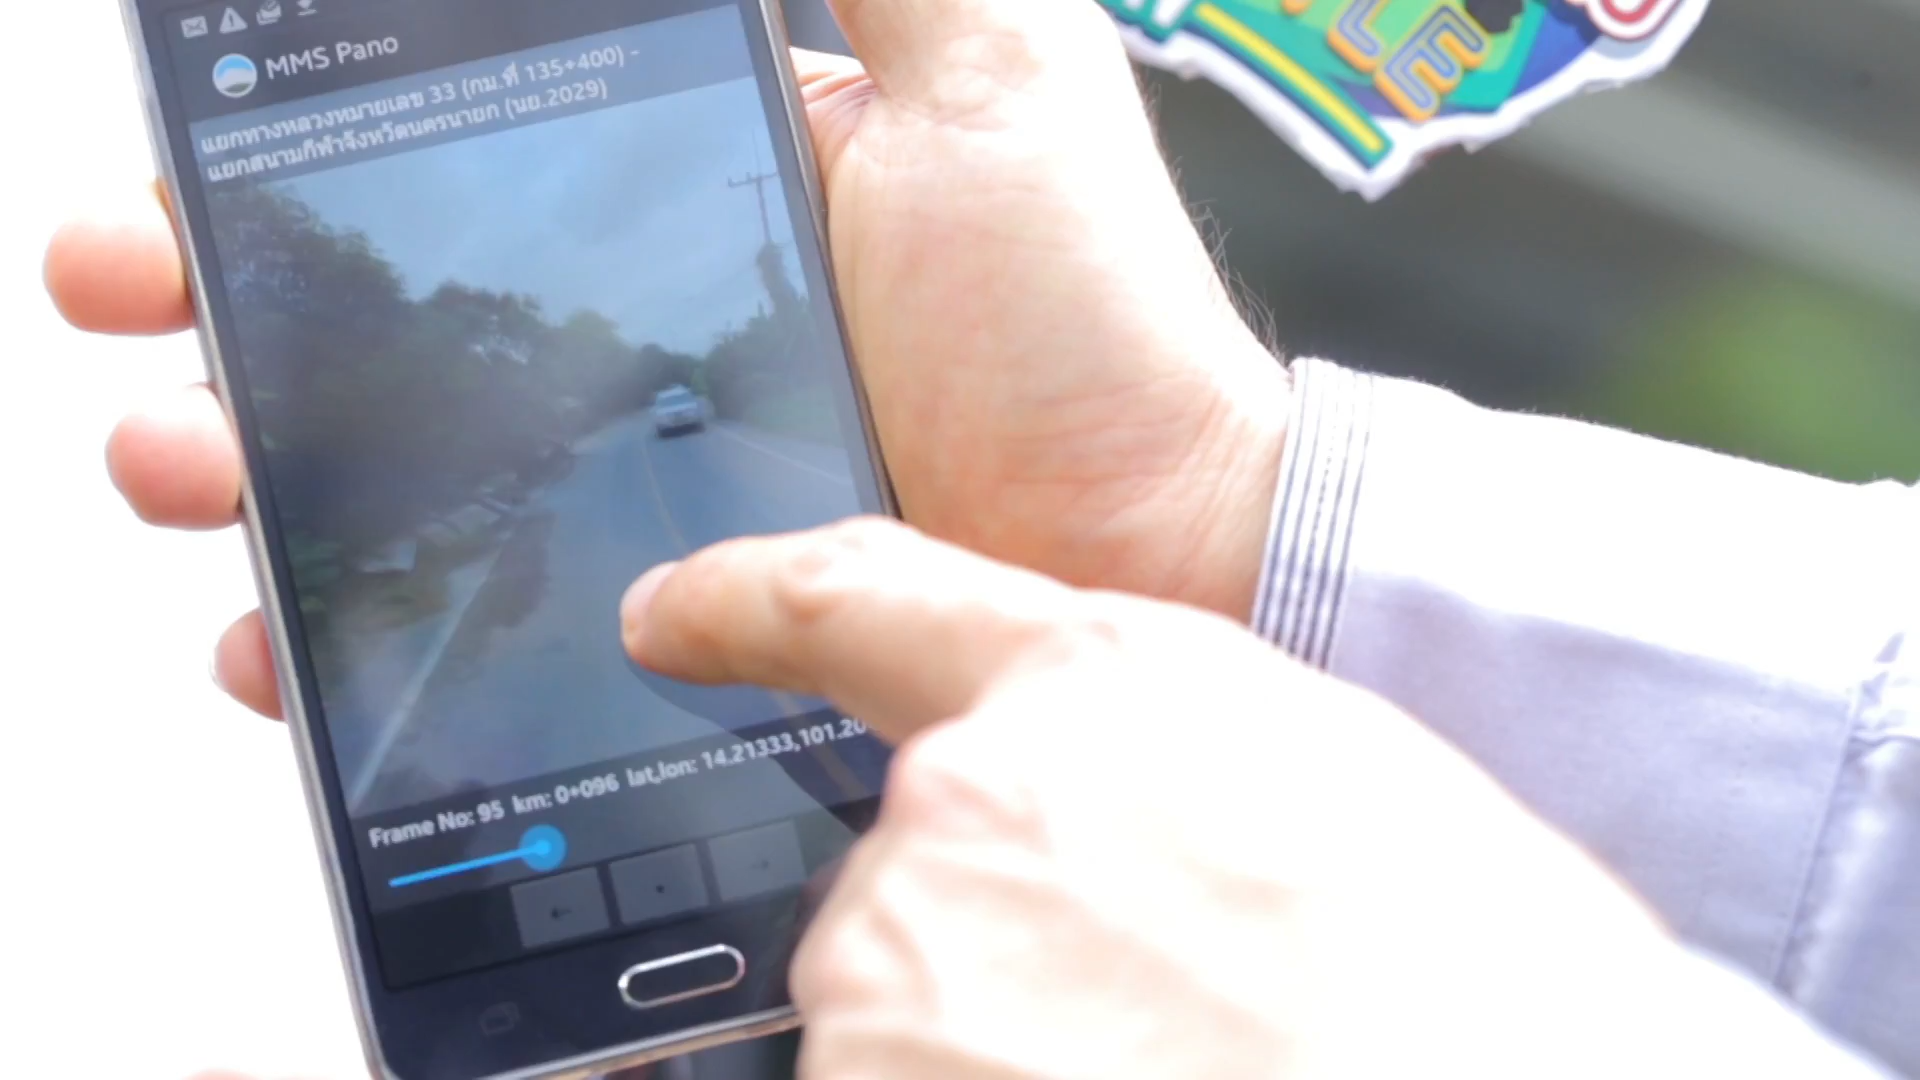 MMS Pano
แยกทางหลวงหมายเลข 33 (กม.ที่ 135+400) -
แยกสนามกีฬาจังหวัดนครนายก (นย.2029)
Frame No: 95 km: 0+096 lat,lon: 14.21333,101.20